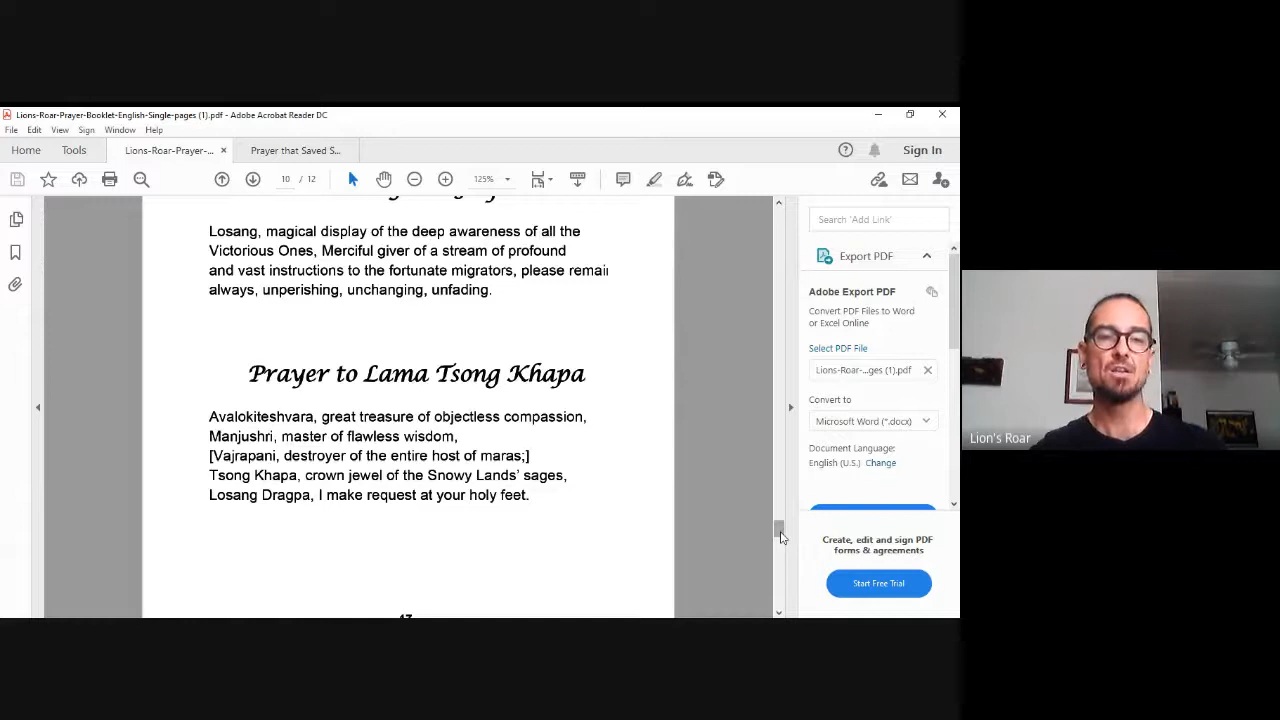 Lions-Roar-Prayer-Booklet-English-Single-pages (1).pdf - Adobe Acrobat Reader DC
File Edit View Sign Window Help
Home Tools Lions-Roar-Prayer-... × Prayer that Saved S... Sign In
10 / 12 125%
Losang, magical display of the deep awareness of all the
Victorious Ones, Merciful giver of a stream of profound
and vast instructions to the fortunate migrators, please
always, unperishing, unchanging, unfading.
Prayer to Lama Tsong Khapa
Avalokiteshvara, great treasure of objectless compassion,
Manjushri, master of flawless wisdom,
[Vajrapani, destroyer of the entire host of maras;]
Tsong Khapa, crown jewel of the Snowy Lands' sages,
Losang Dragpa, I make request at your holy feet.
Search 'Add Link'
Export PDF
Adobe Export PDF
Convert PDF Files to Word
or Excel Online
Select PDF File
Lions-Roar-...ges (1).pdf
Convert to
Microsoft Word (*.docx)
Document Language:
English (U.S.) Change
Create, edit and sign PDF
forms & agreements
Start Free Trial
Lion's Roar